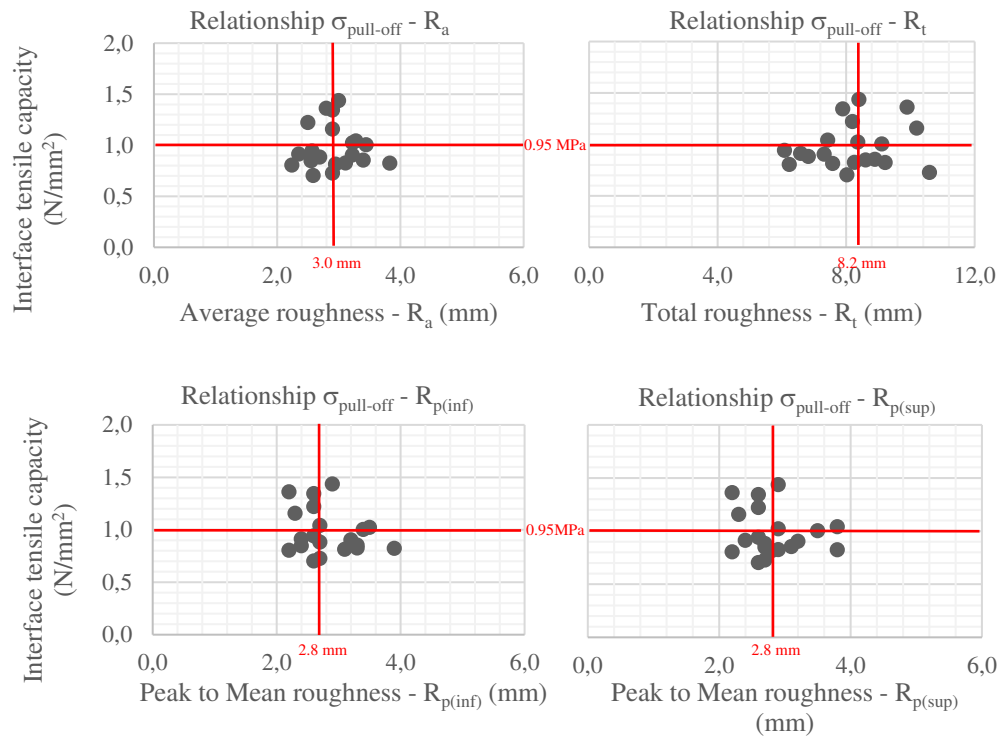 Relationship σpull-off - Ra
Interface tensile capacity
(N/mm2)
2,0
1,5
1,0
0,5
0,0
0,0
2,0
4,0
6,0
3.0 mm
Average roughness - Ra (mm)
0.95 MPa
Relationship σpull-off - Rt
0,0
4,0
8,0
12,0
8.2 mm
Total roughness - Rt (mm)
Relationship σpull-off - Rp(inf)
Interface tensile capacity
(N/mm2)
2,0
1,5
1,0
0,5
0,0
0,0
2,0
4,0
6,0
2.8 mm
Peak to Mean roughness - Rp(inf) (mm)
0.95MPa
Relationship σpull-off - Rp(sup)
0,0
2,0
4,0
6,0
2.8 mm
Peak to Mean roughness - Rp(sup)
(mm)